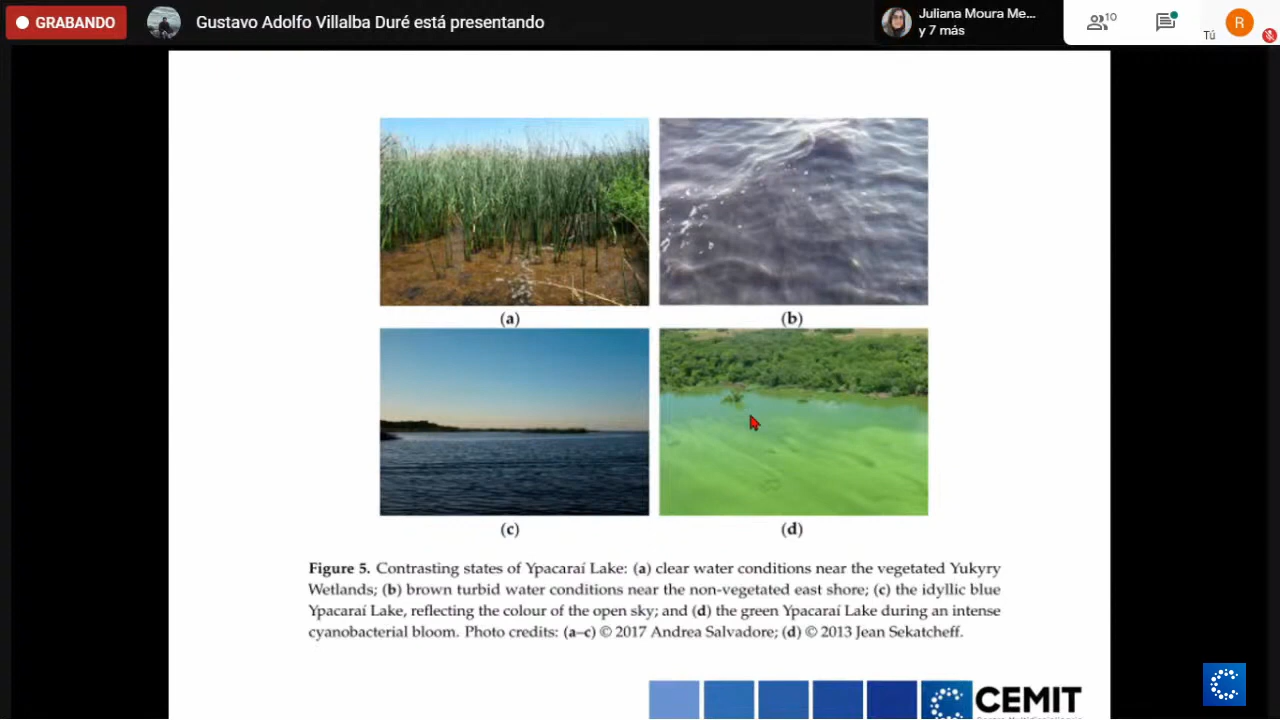 GRABANDO
Gustavo Adolfo Villalba Duré está presentando
Juliana Moura Me...
y 7 más
10
Tú
R
(a)
(b)
(c)
(d)
Figure 5. Contrasting states of Ypacaraí Lake: (a) clear water conditions near the vegetated Yukyry
Wetlands; (b) brown turbid water conditions near the non-vegetated east shore; (c) the idyllic blue
Ypacaraí Lake, reflecting the colour of the open sky; and (d) the green Ypacaraí Lake during an intense
cyanobacterial bloom. Photo credits: (a–c) © 2017 Andrea Salvadore; (d) © 2013 Jean Sekatcheff.
CEMIT